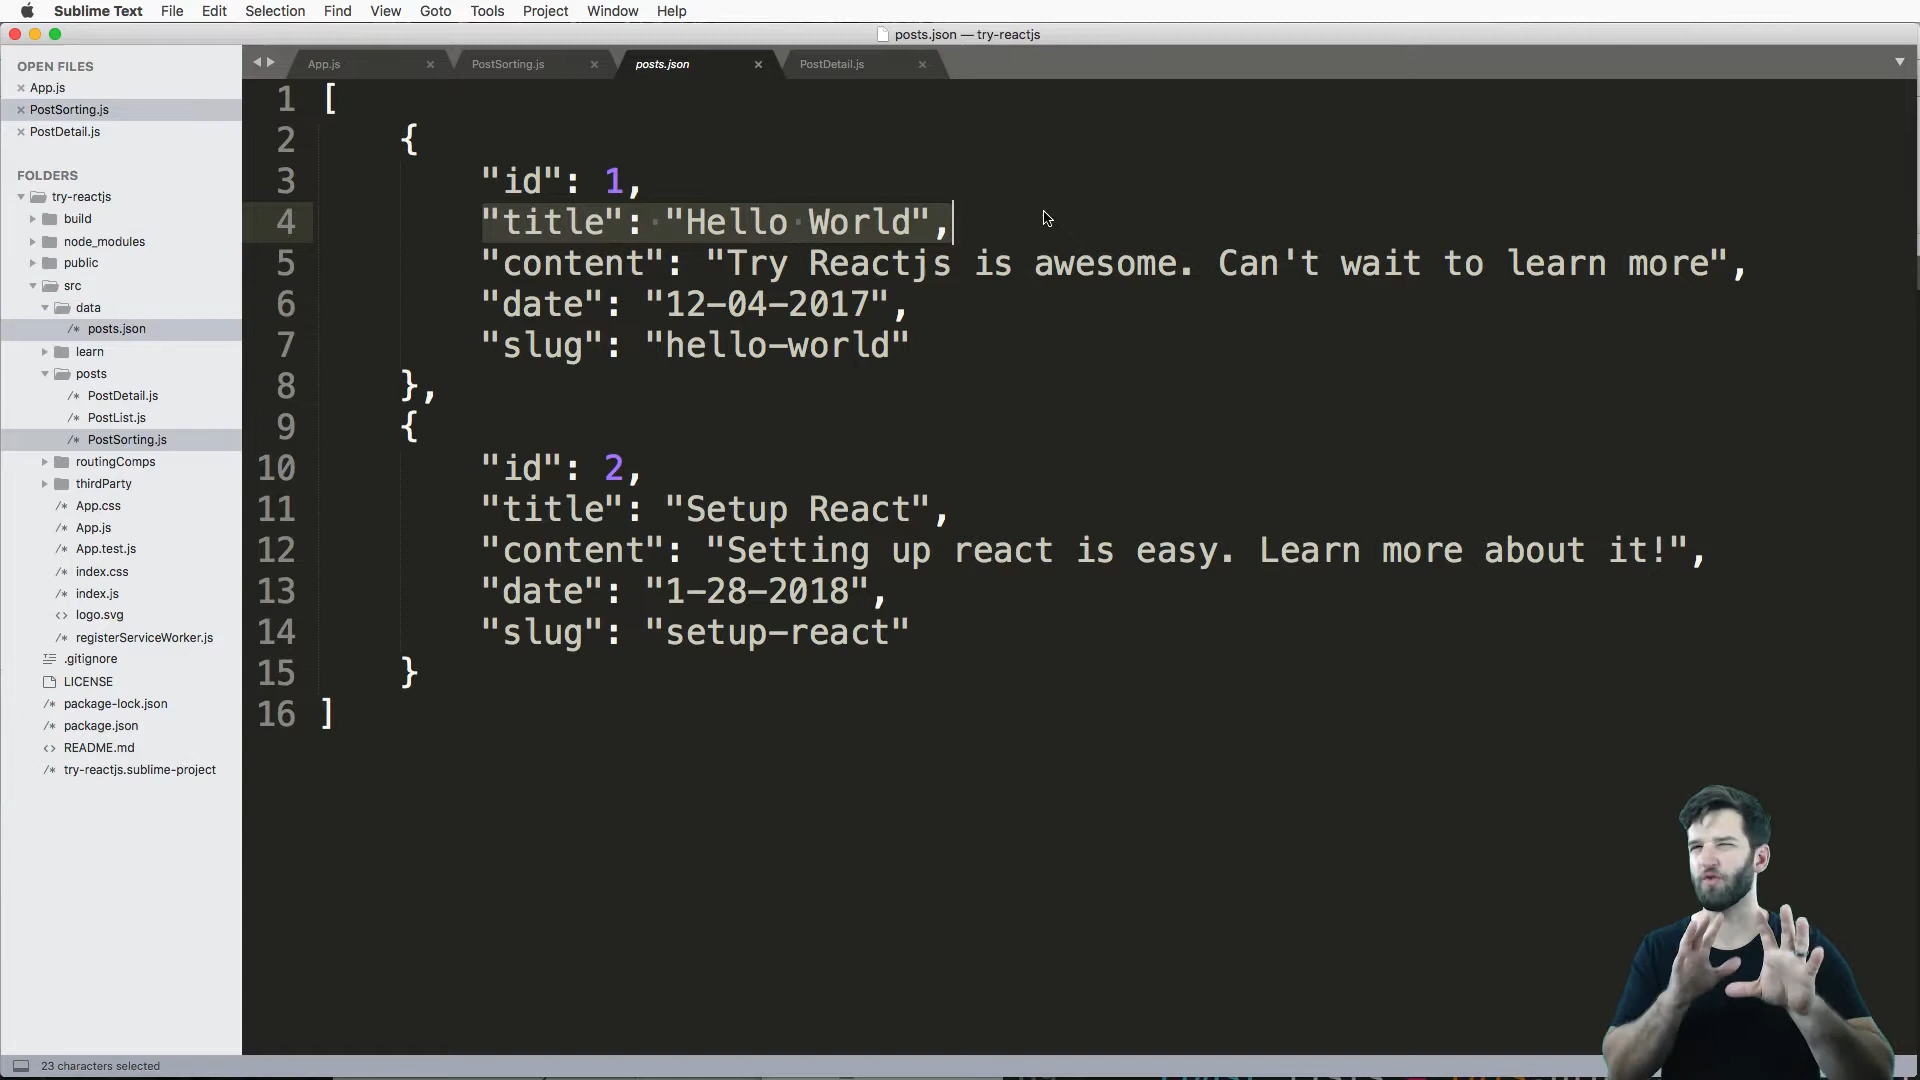 Sublime Text File Edit Selection Find View Goto Tools Project Window Help
posts.json — try-reactjs
OPEN FILES
App.js
PostSorting.js
PostDetail.js
FOLDERS
try-reactjs
build
node_modules
public
src
data
posts.json
learn
posts
PostDetail.js
PostList.js
PostSorting.js
routingComps
thirdParty
App.css
App.js
App.test.js
index.css
index.js
logo.svg
registerServiceWorker.js
.gitignore
LICENSE
package-lock.json
package.json
README.md
try-reactjs.sublime-project
App.js PostSorting.js posts.json PostDetail.js
1 [
2 {
3 "id": 1,
4 "title": "Hello World",
5 "content": "Try Reactjs is awesome. Can't wait to learn more",
6 "date": "12-04-2017",
7 "slug": "hello-world"
8 },
9 {
10 "id": 2,
11 "title": "Setup React",
12 "content": "Setting up react is easy. Learn more about it!",
13 "date": "1-28-2018",
14 "slug": "setup-react"
15 }
16 ]
23 characters selected